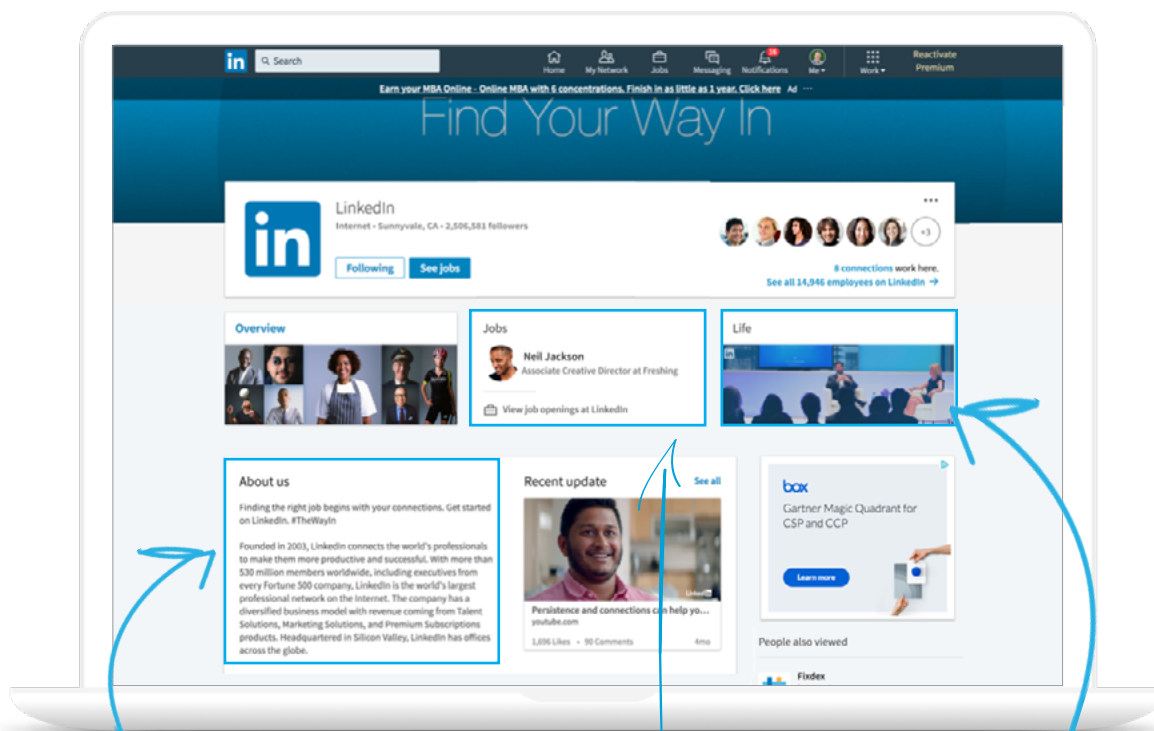 in
Search
Home
My Network
Jobs
Messaging
16
Notifications
Me
Work
Reactivate
Premium
Earn your MBA Online - Online MBA with 6 concentrations. Finish in as little as 1 year. Click here Ad ...
Find Your Way In
in
LinkedIn
Internet • Sunnyvale, CA • 2,506,581 followers
Following
See jobs
...
+3
8 connections work here.
See all 14,946 employees on LinkedIn →
Overview
Jobs
Neil Jackson
Associate Creative Director at Freshing
View job openings at LinkedIn
Life
in
About us
Finding the right job begins with your connections. Get started
on LinkedIn. #TheWayIn
Founded in 2003, LinkedIn connects the world's professionals
to make them more productive and successful. With more than
530 million members worldwide, including executives from
every Fortune 500 company, LinkedIn is the world's largest
professional network on the Internet. The company has a
diversified business model with revenue coming from Talent
Solutions, Marketing Solutions, and Premium Subscriptions
products. Headquartered in Silicon Valley, LinkedIn has offices
across the globe.
Recent update
See all
LinkedIn
Persistence and connections can help yo...
youtube.com
1,696 Likes • 90 Comments
4mo
box
Gartner Magic Quadrant for
CSP and CCP
Learn more
People also viewed
Fixdex